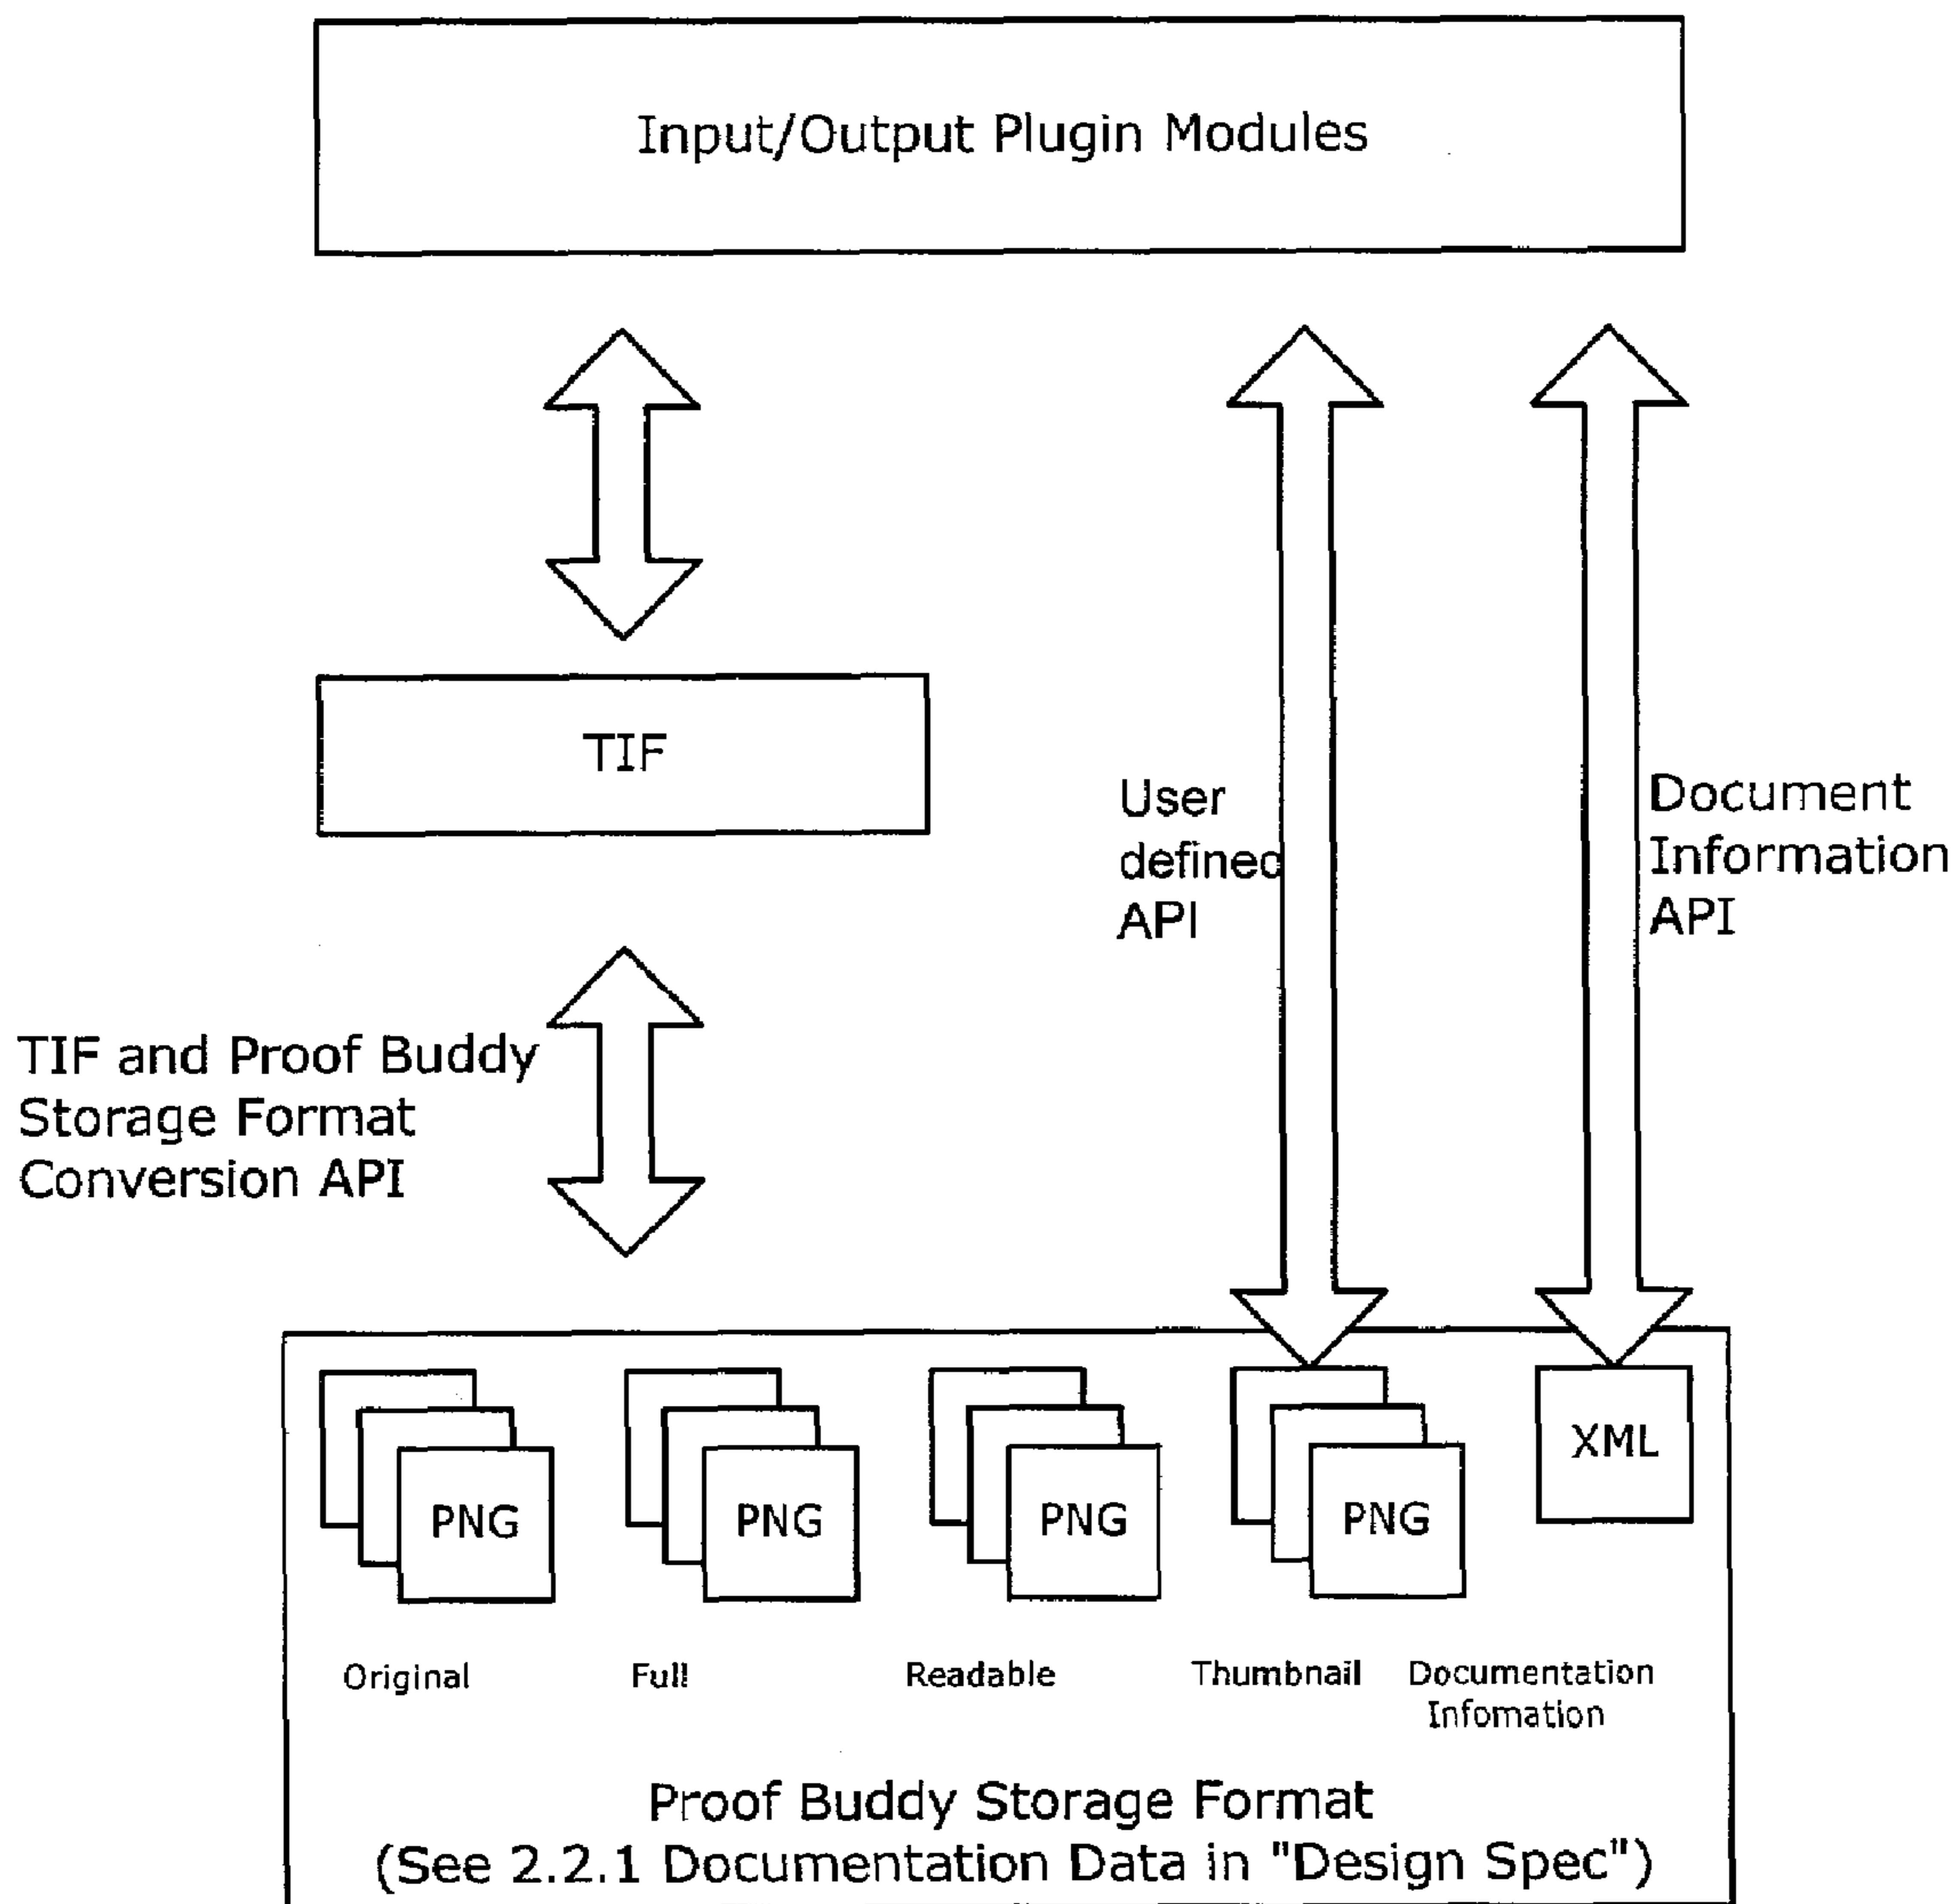 Input/Output Plugin Modules
TIF
User
defined
API
Document
Information
API
TIF and Proof Buddy
Storage Format
Conversion API
PNG
PNG
PNG
PNG
XML
Original
Full
Readable
Thumbnail
Documentation
Infomation
Proof Buddy Storage Format
(See 2.2.1 Documentation Data in "Design Spec")